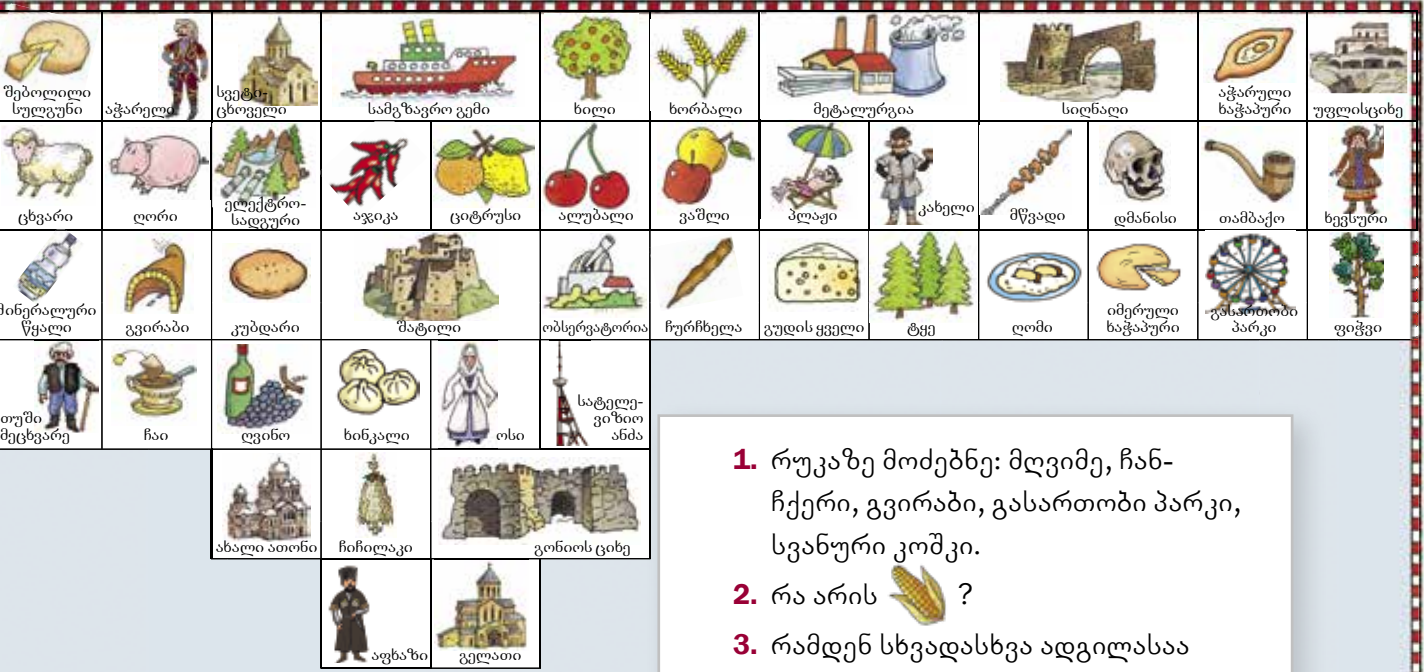 შებოლილი
სულგუნი
აჭარელი
სვეტი-
ცხოველი
სამგზავრო გემი
ხილი
ხორბალი
მეტალურგია
სიღნაღი
აჭარული
ხაჭაპური
უფლისციხე
ცხვარი
ღორი
ელექტრო-
სადგური
აჯიკა
ციტრუსი
ალუბალი
ვაშლი
პლაჟი
კახელი
მწვადი
დმანისი
თამბაქო
ხევსური
მინერალური
წყალი
გვირაბი
კუბდარი
შატილი
ობსერვატორია
ჩურჩხელა
გუდის ყველი
ტყე
ღომი
იმერული
ხაჭაპური
გასართობი
პარკი
ფიჭვი
თუში
მეცხვარე
ჩაი
ღვინო
ხინკალი
ოსი
სატელე-
ვიზიო
ანძა
ახალი ათონი
ჩიჩილაკი
გონიოს ციხე
აფხაზი
გელათი
1. რუკაზე მოძებნე: მღვიმე, ჩან-
ჩქერი, გვირაბი, გასართობი პარკი,
სვანური კოშკი.
2. რა არის ?
3. რამდენ სხვადასხვა ადგილასაა